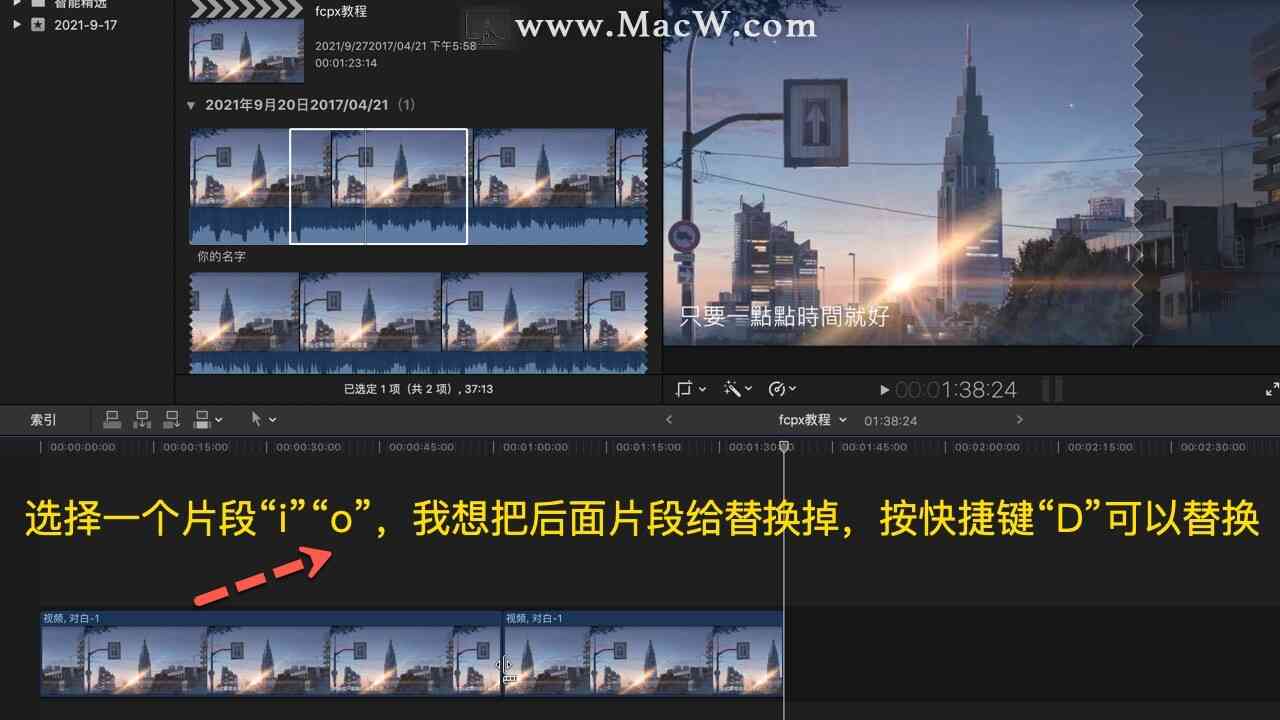 智能精选
2021-9-17
fcpx教程
2021/9/272017/04/21 下午5:58
00:01:23:14
www.MacW.com
2021年9月20日2017/04/21 (1)
你的名字
只要一點點時間就好
已选定 1 项（共 2 项）, 37:13
00:00:01:38:24
索引
fcpx教程
01:38:24
00:00:00:00
00:00:15:00
00:00:30:00
00:00:45:00
00:01:00:00
00:01:15:00
00:01:30:00
00:01:45:00
00:02:00:00
00:02:15:00
00:02:30:00
选择一个片段“i”“o”，我想把后面片段给替换掉，按快捷键“D”可以替换
视频, 对白-1
视频, 对白-1